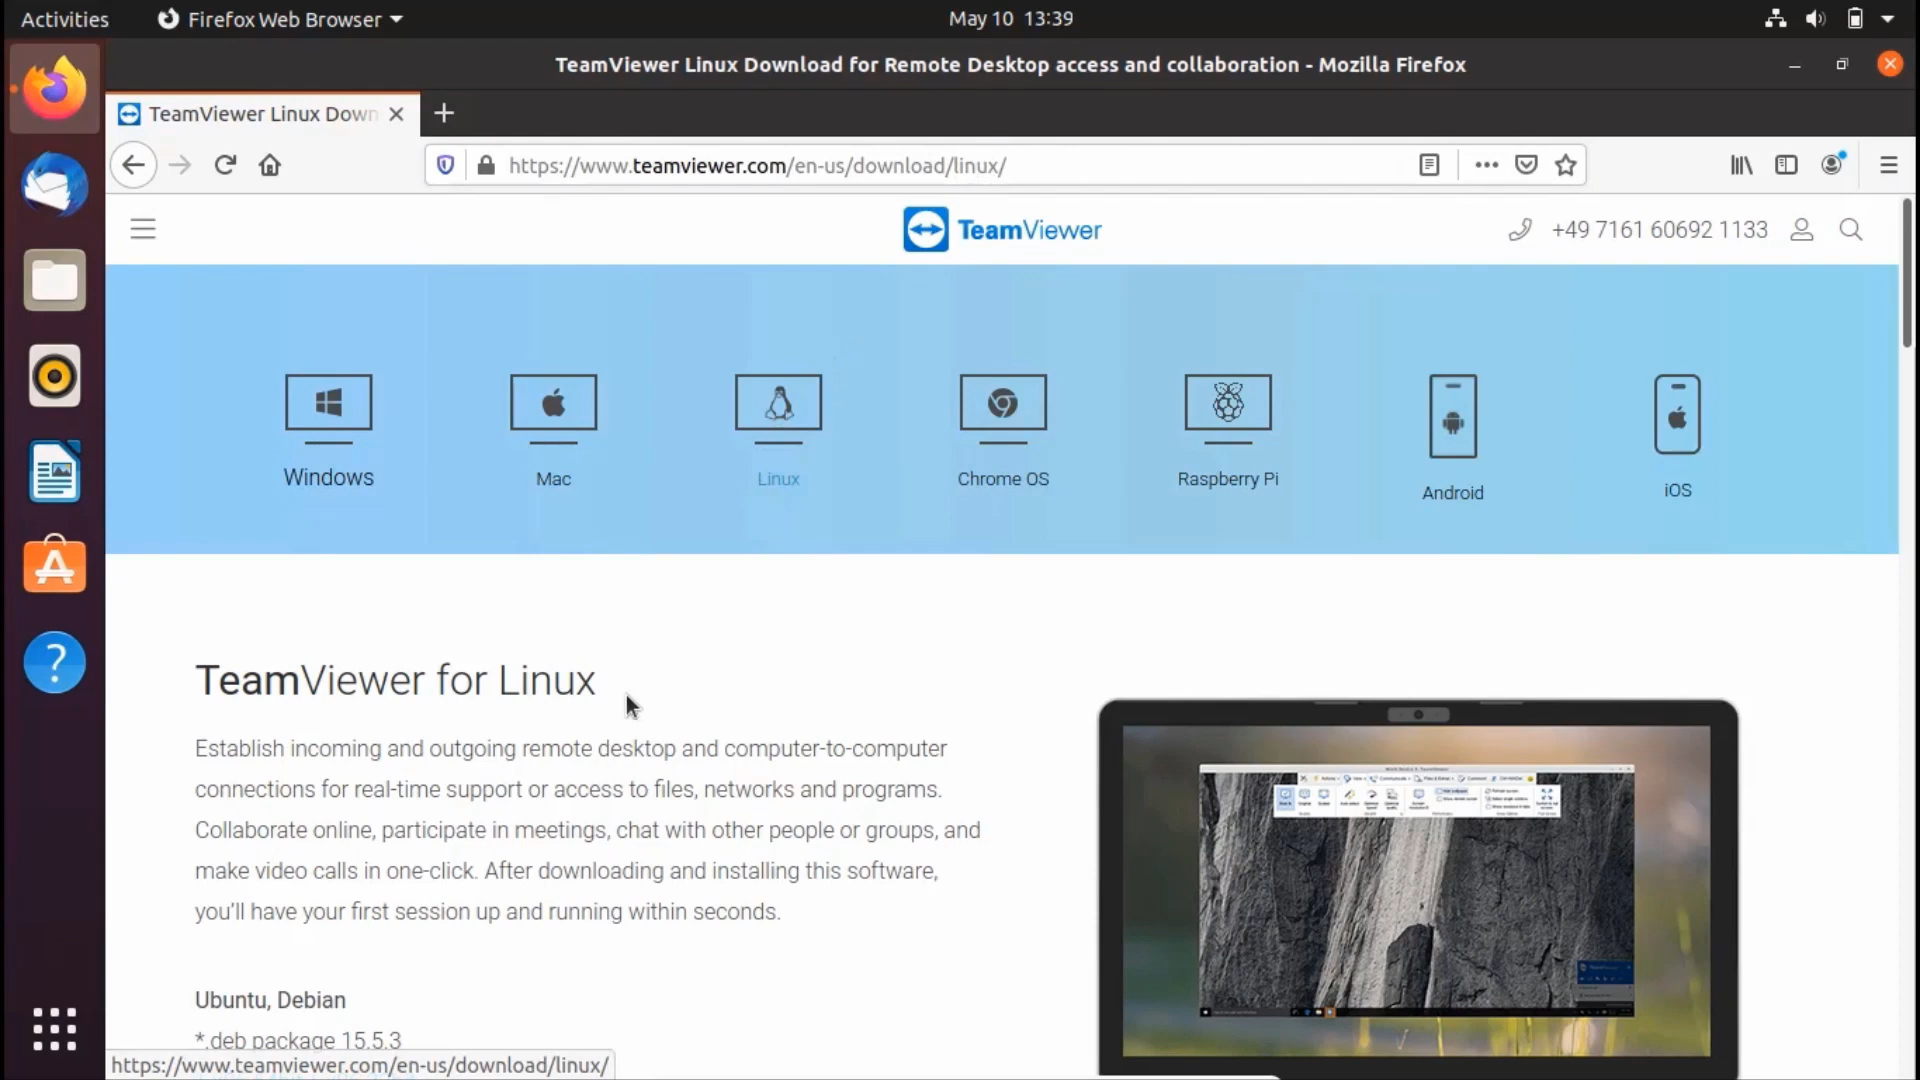 Activities
Firefox Web Browser
May 10 13:39
TeamViewer Linux Download for Remote Desktop access and collaboration - Mozilla Firefox
TeamViewer Linux Down
https://www.teamviewer.com/en-us/download/linux/
TeamViewer
+49 7161 60692 1133
Windows
Mac
Linux
Chrome OS
Raspberry Pi
Android
iOS
TeamViewer for Linux
Establish incoming and outgoing remote desktop and computer-to-computer
connections for real-time support or access to files, networks and programs.
Collaborate online, participate in meetings, chat with other people or groups, and
make video calls in one-click. After downloading and installing this software,
you'll have your first session up and running within seconds.
Ubuntu, Debian
*.deb package 15.5.3
https://www.teamviewer.com/en-us/download/linux/